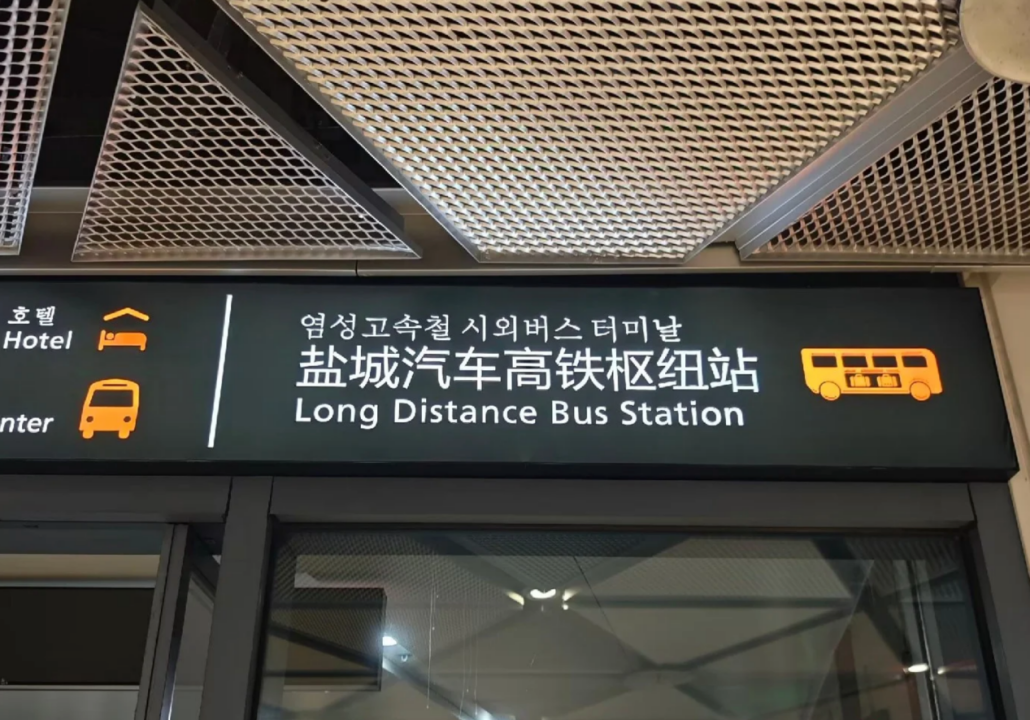 호텔
Hotel
nter
염성고속철 시외버스 터미날
盐城汽车高铁枢纽站
Long Distance Bus Station